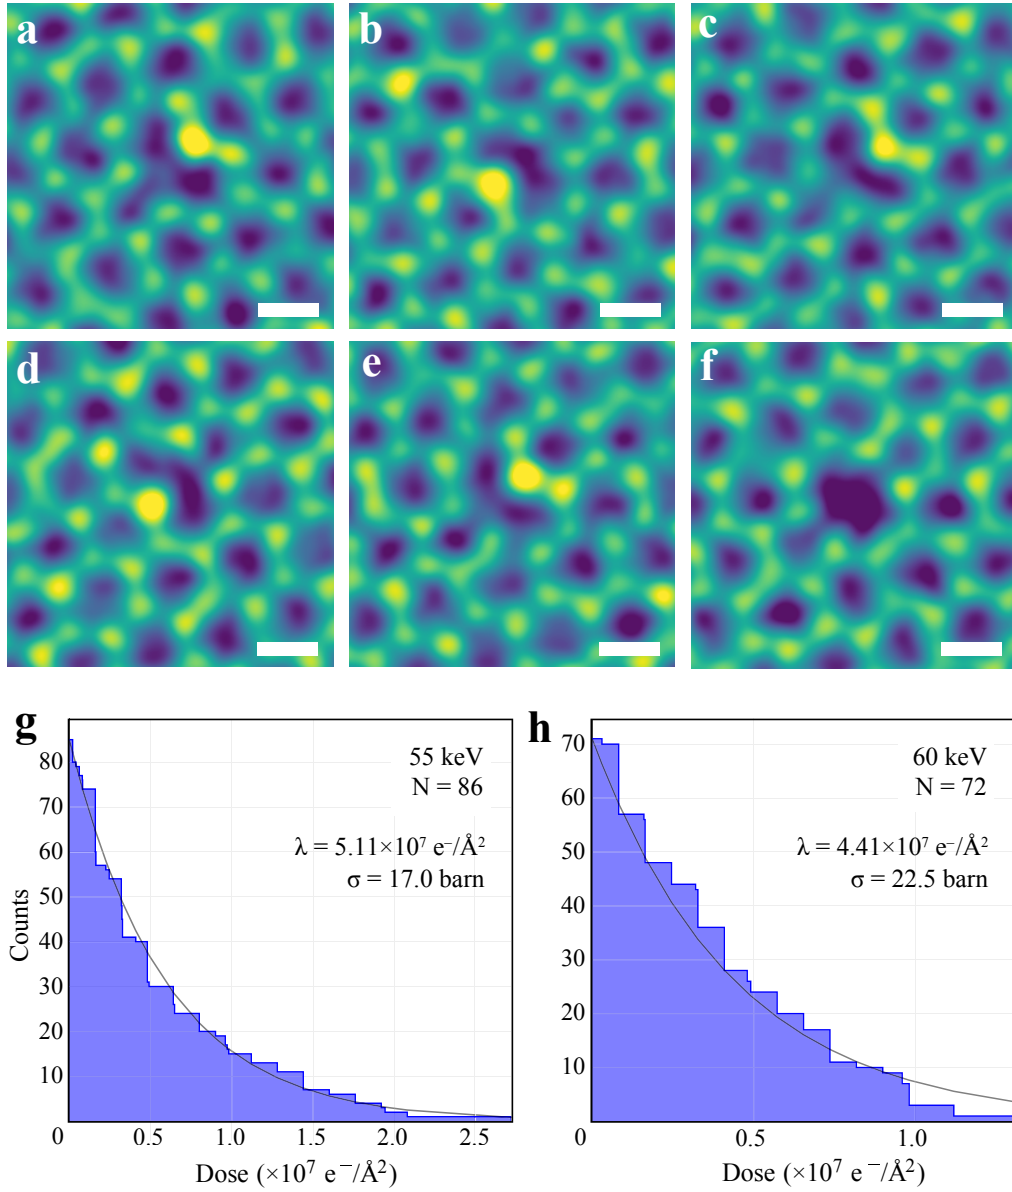 a
b
c
d
e
f
g
80
70
60
50
40
30
20
10
0
0.5
1.0
1.5
2.0
2.5
Counts
Dose (×10⁷ e⁻/Å²)
55 keV
N = 86
λ = 5.11×10⁷ e⁻/Å²
σ = 17.0 barn
h
70
60
50
40
30
20
10
0
0.5
1.0
Dose (×10⁷ e⁻/Å²)
60 keV
N = 72
λ = 4.41×10⁷ e⁻/Å²
σ = 22.5 barn